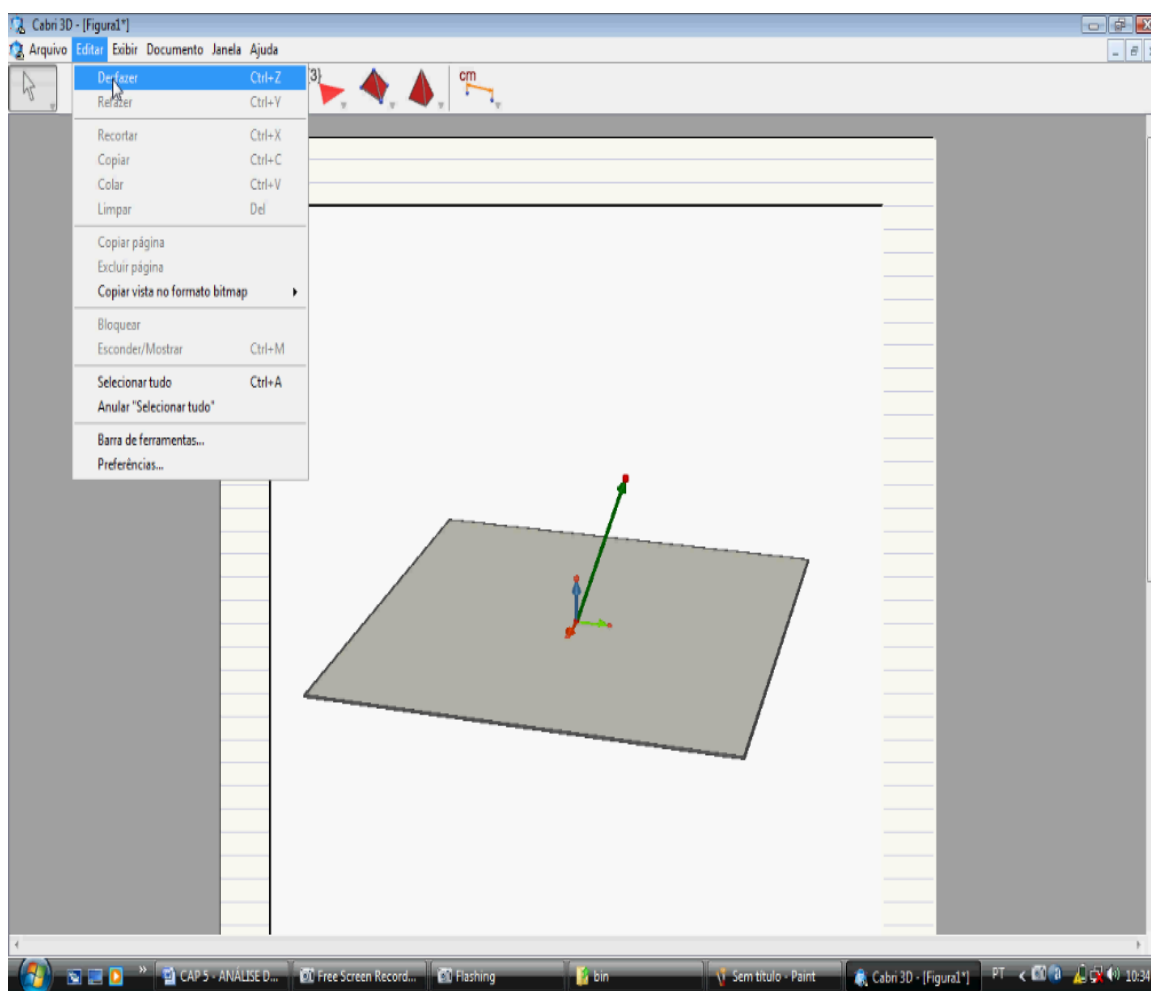 Cabri 3D - [Figura1*]
Arquivo Editar Exibir Documento Janela Ajuda
Desfazer Ctrl+Z
Refazer Ctrl+Y
Recortar Ctrl+X
Copiar Ctrl+C
Colar Ctrl+V
Limpar Del
Copiar página
Excluir página
Copiar vista no formato bitmap
Bloquear
Esconder/Mostrar Ctrl+M
Selecionar tudo Ctrl+A
Anular "Selecionar tudo"
Barra de ferramentas...
Preferências...
3}
cm
CAP 5 - ANÁLISE D... Free Screen Record... Flashing bin Sem título - Paint Cabri 3D - [Figura1*] PT 10:34